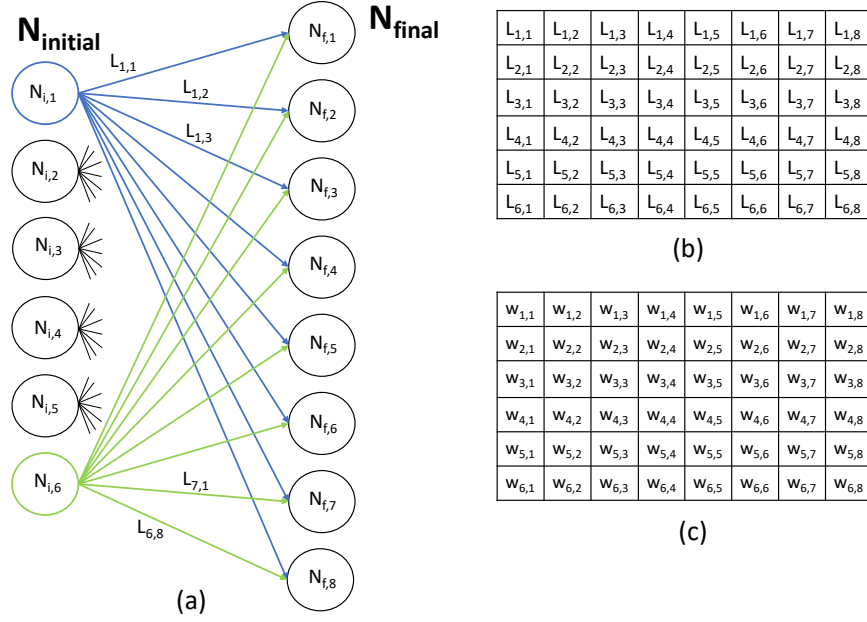 N_initial
N_final
N_i,1
N_i,2
N_i,3
N_i,4
N_i,5
N_i,6
L_1,1
L_1,2
L_1,3
L_7,1
L_6,8
N_f,1
N_f,2
N_f,3
N_f,4
N_f,5
N_f,6
N_f,7
N_f,8
(a)
L_1,1 L_1,2 L_1,3 L_1,4 L_1,5 L_1,6 L_1,7 L_1,8
L_2,1 L_2,2 L_2,3 L_2,4 L_2,5 L_2,6 L_2,7 L_2,8
L_3,1 L_3,2 L_3,3 L_3,4 L_3,5 L_3,6 L_3,7 L_3,8
L_4,1 L_4,2 L_4,3 L_4,4 L_4,5 L_4,6 L_4,7 L_4,8
L_5,1 L_5,2 L_5,3 L_5,4 L_5,5 L_5,6 L_5,7 L_5,8
L_6,1 L_6,2 L_6,3 L_6,4 L_6,5 L_6,6 L_6,7 L_6,8
(b)
w_1,1 w_1,2 w_1,3 w_1,4 w_1,5 w_1,6 w_1,7 w_1,8
w_2,1 w_2,2 w_2,3 w_2,4 w_2,5 w_2,6 w_2,7 w_2,8
w_3,1 w_3,2 w_3,3 w_3,4 w_3,5 w_3,6 w_3,7 w_3,8
w_4,1 w_4,2 w_4,3 w_4,4 w_4,5 w_4,6 w_4,7 w_4,8
w_5,1 w_5,2 w_5,3 w_5,4 w_5,5 w_5,6 w_5,7 w_5,8
w_6,1 w_6,2 w_6,3 w_6,4 w_6,5 w_6,6 w_6,7 w_6,8
(c)